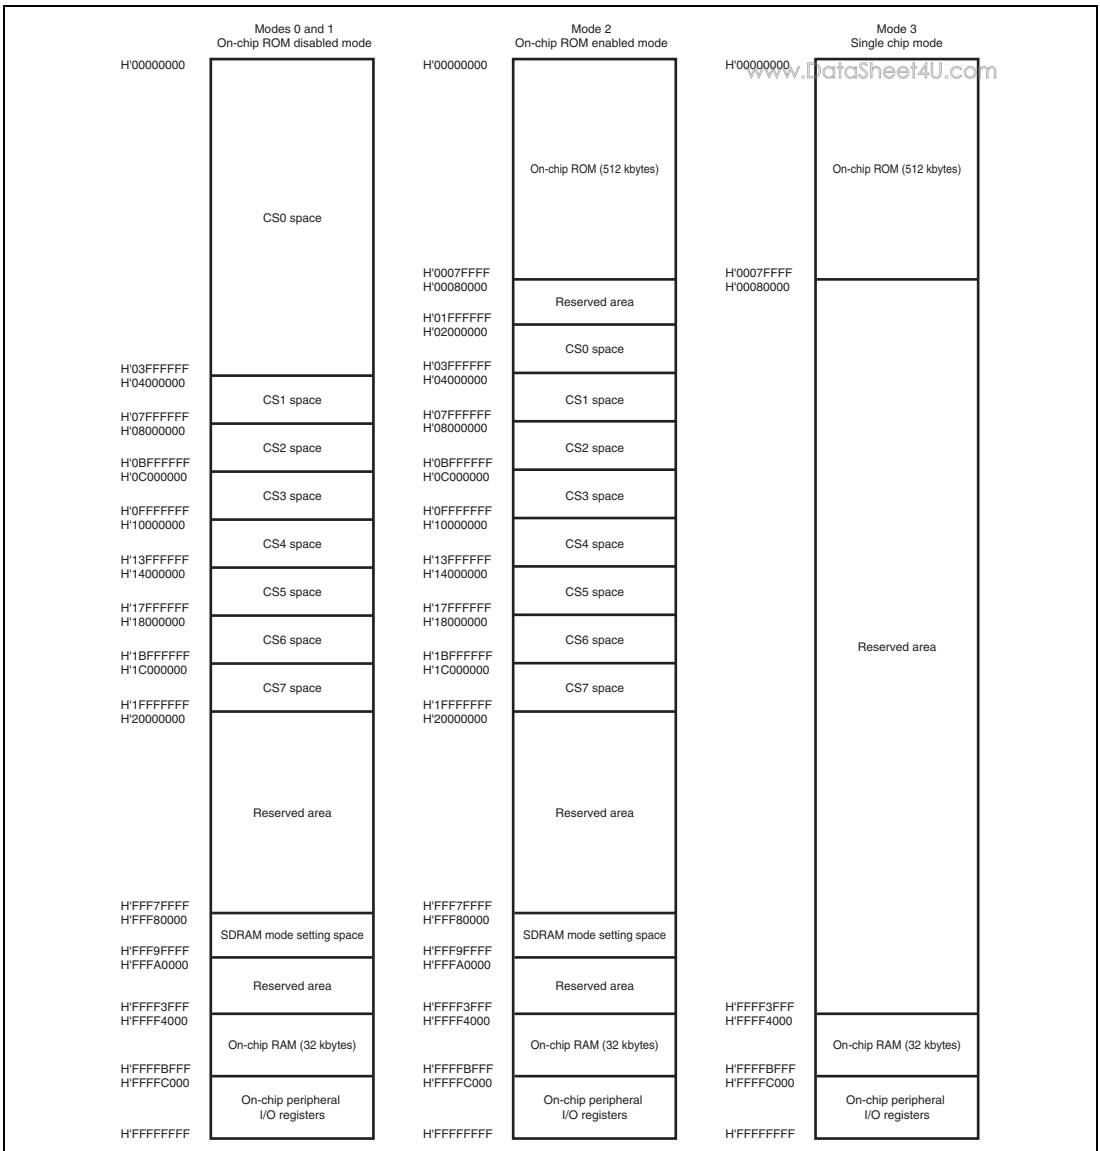 Modes 0 and 1
On-chip ROM disabled mode
H'00000000
CS0 space
H'03FFFFFF
H'04000000
CS1 space
H'07FFFFFF
H'08000000
CS2 space
H'0BFFFFFF
H'0C000000
CS3 space
H'0FFFFFFF
H'10000000
CS4 space
H'13FFFFFF
H'14000000
CS5 space
H'17FFFFFF
H'18000000
CS6 space
H'1BFFFFFF
H'1C000000
CS7 space
H'1FFFFFFF
H'20000000
Reserved area
H'FFF7FFFF
H'FFF80000
SDRAM mode setting space
H'FFF9FFFF
H'FFFA0000
Reserved area
H'FFFF3FFF
H'FFFF4000
On-chip RAM (32 kbytes)
H'FFFFBFFF
H'FFFFC000
On-chip peripheral
I/O registers
H'FFFFFFFF
Mode 2
On-chip ROM enabled mode
H'00000000
On-chip ROM (512 kbytes)
H'0007FFFF
H'00080000
Reserved area
H'01FFFFFF
H'02000000
CS0 space
H'03FFFFFF
H'04000000
CS1 space
H'07FFFFFF
H'08000000
CS2 space
H'0BFFFFFF
H'0C000000
CS3 space
H'0FFFFFFF
H'10000000
CS4 space
H'13FFFFFF
H'14000000
CS5 space
H'17FFFFFF
H'18000000
CS6 space
H'1BFFFFFF
H'1C000000
CS7 space
H'1FFFFFFF
H'20000000
Reserved area
H'FFF7FFFF
H'FFF80000
SDRAM mode setting space
H'FFF9FFFF
H'FFFA0000
Reserved area
H'FFFF3FFF
H'FFFF4000
On-chip RAM (32 kbytes)
H'FFFFBFFF
H'FFFFC000
On-chip peripheral
I/O registers
H'FFFFFFFF
Mode 3
Single chip mode
H'00000000
www.DataSheet4U.com
On-chip ROM (512 kbytes)
H'0007FFFF
H'00080000
Reserved area
H'FFFF3FFF
H'FFFF4000
On-chip RAM (32 kbytes)
H'FFFFBFFF
H'FFFFC000
On-chip peripheral
I/O registers
H'FFFFFFFF